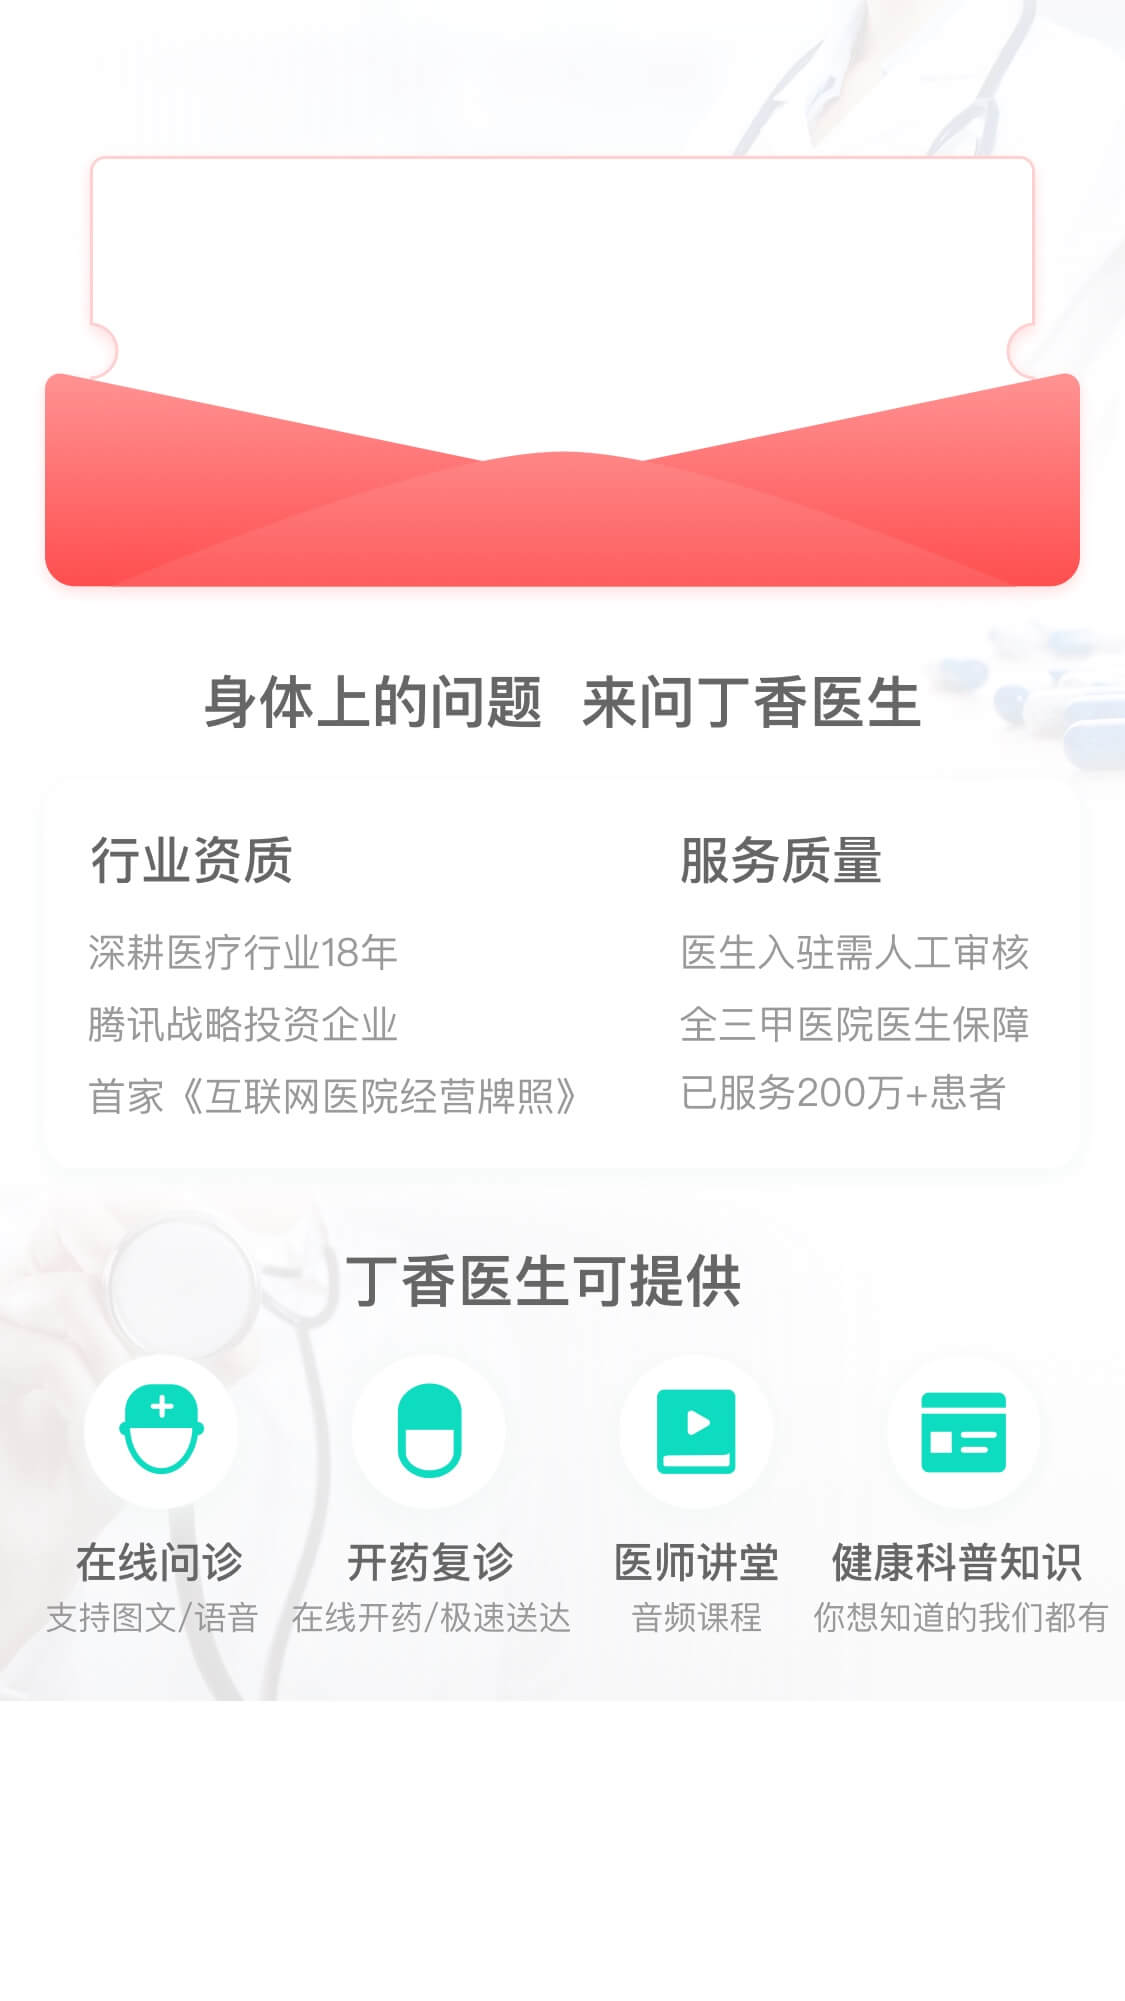 身体上的问题 来问丁香医生
行业资质
深耕医疗行业18年
腾讯战略投资企业
首家《互联网医院经营牌照》
服务质量
医生入驻需人工审核
全三甲医院医生保障
已服务200万+患者
丁香医生可提供
在线问诊
支持图文/语音
开药复诊
在线开药/极速送达
医师讲堂
音频课程
健康科普知识
你想知道的我们都有